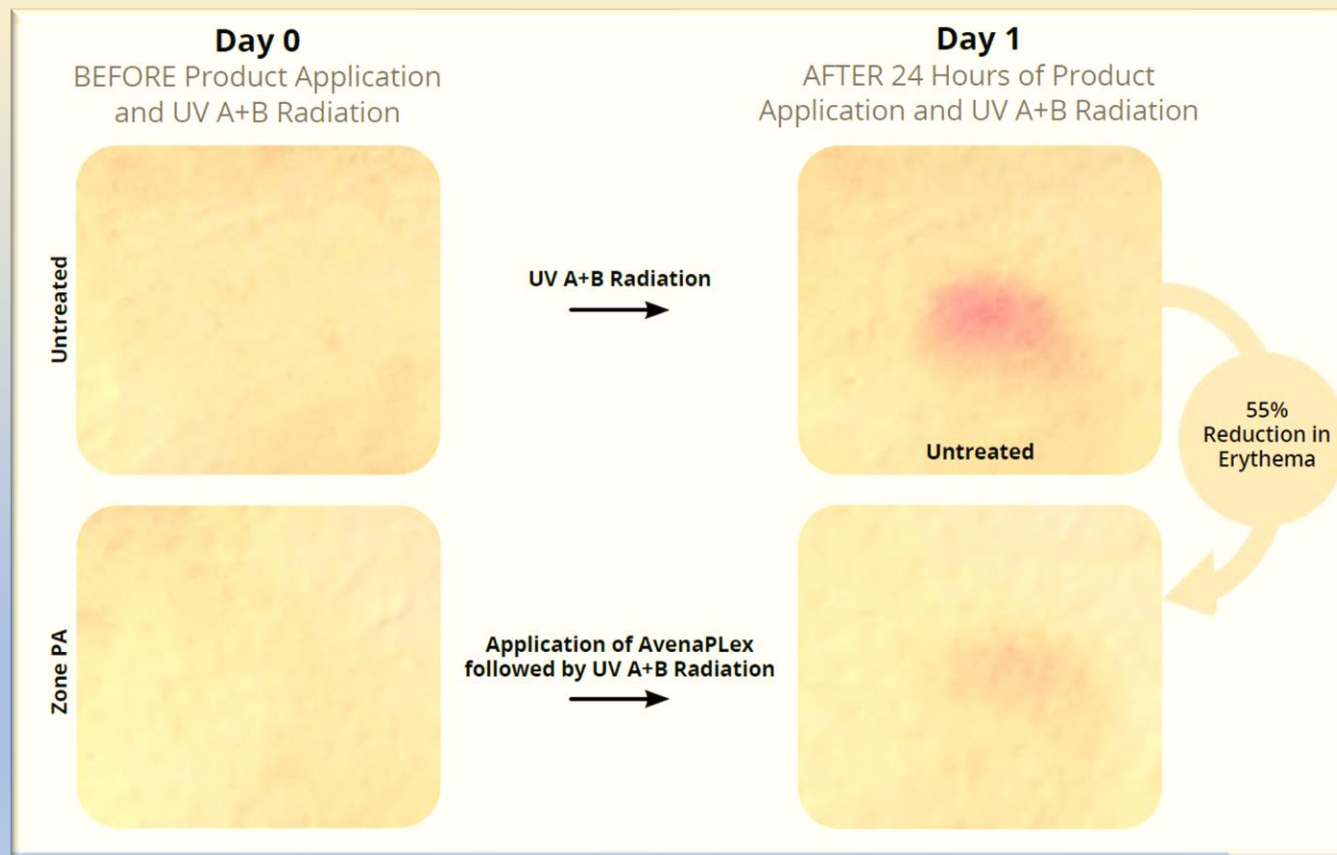 Day 0
BEFORE Product Application
and UV A+B Radiation
Day 1
AFTER 24 Hours of Product
Application and UV A+B Radiation
Untreated
UV A+B Radiation
Untreated
55%
Reduction in
Erythema
Zone PA
Application of AvenaPLex
followed by UV A+B Radiation